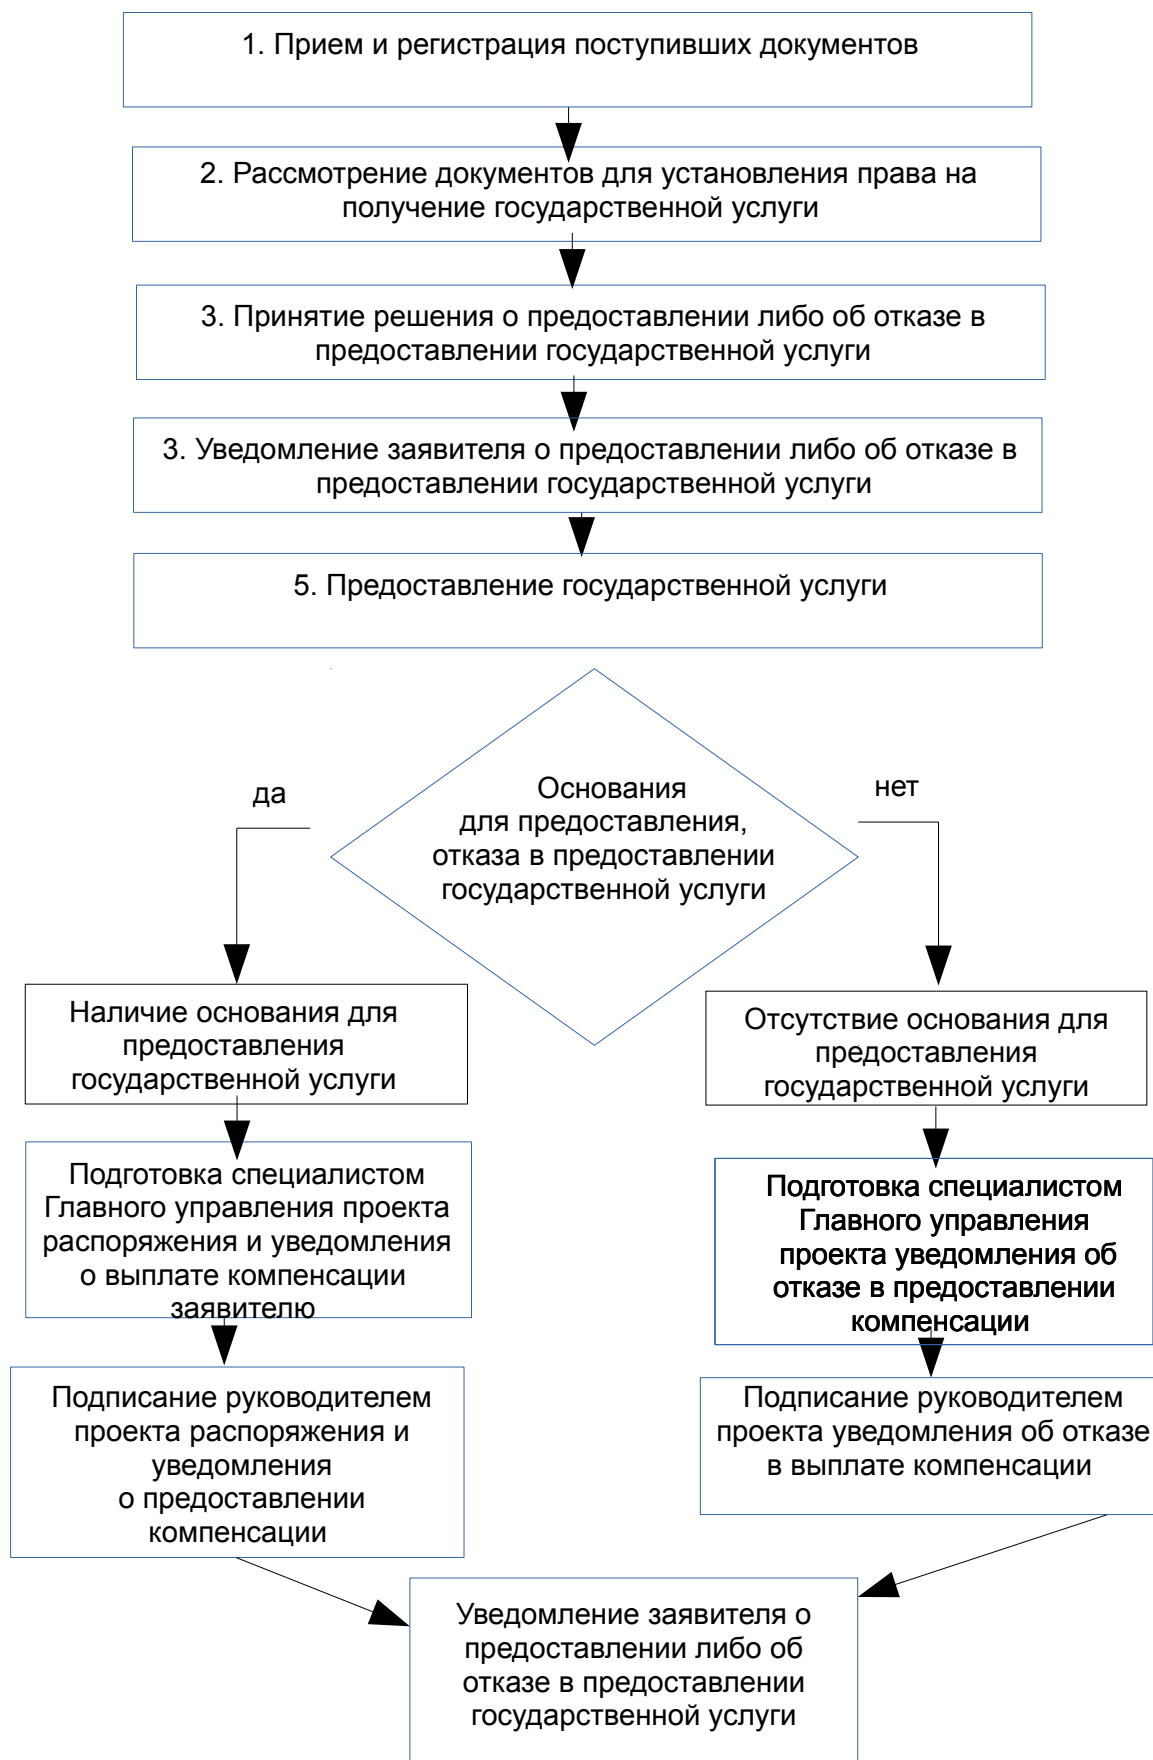 1. Прием и регистрация поступивших документов
2. Рассмотрение документов для установления права на
получение государственной услуги
3. Принятие решения о предоставлении либо об отказе в
предоставлении государственной услуги
3. Уведомление заявителя о предоставлении либо об отказе в
предоставлении государственной услуги
5. Предоставление государственной услуги
Основания
для предоставления,
отказа в предоставлении
государственной услуги
да
нет
Наличие основания для
предоставления
государственной услуги
Отсутствие основания для
предоставления
государственной услуги
Подготовка специалистом
Главного управления проекта
распоряжения и уведомления
о выплате компенсации
заявителю
Подготовка специалистом
Главного управления
проекта уведомления об
отказе в предоставлении
компенсации
Подписание руководителем
проекта распоряжения и
уведомления
о предоставлении
компенсации
Подписание руководителем
проекта уведомления об отказе
в выплате компенсации
Уведомление заявителя о
предоставлении либо об
отказе в предоставлении
государственной услуги